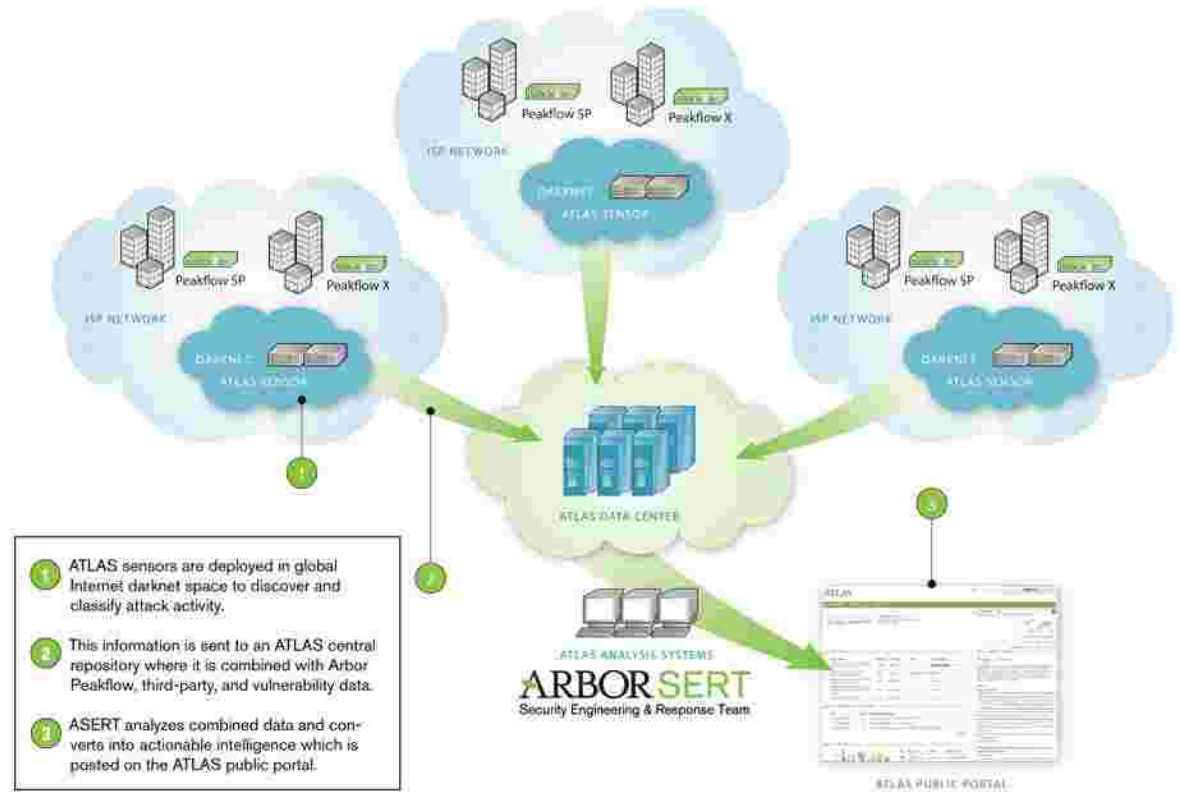 Peakflow SP
Peakflow X
ISP NETWORK
DARKNET
ATLAS SENSOR
Peakflow SP
Peakflow X
ISP NETWORK
DARKNET
ATLAS SENSOR
Peakflow SP
Peakflow X
ISP NETWORK
DARKNET
ATLAS SENSOR
1
ATLAS DATA CENTER
3
2
1 ATLAS sensors are deployed in global
Internet darknet space to discover and
classify attack activity.
2 This information is sent to an ATLAS central
repository where it is combined with Arbor
Peakflow, third-party, and vulnerability data.
3 ASERT analyzes combined data and con-
verts into actionable intelligence which is
posted on the ATLAS public portal.
ATLAS ANALYSIS SYSTEMS
ARBOR SERT
Security Engineering & Response Team
ATLAS
ATLAS PUBLIC PORTAL